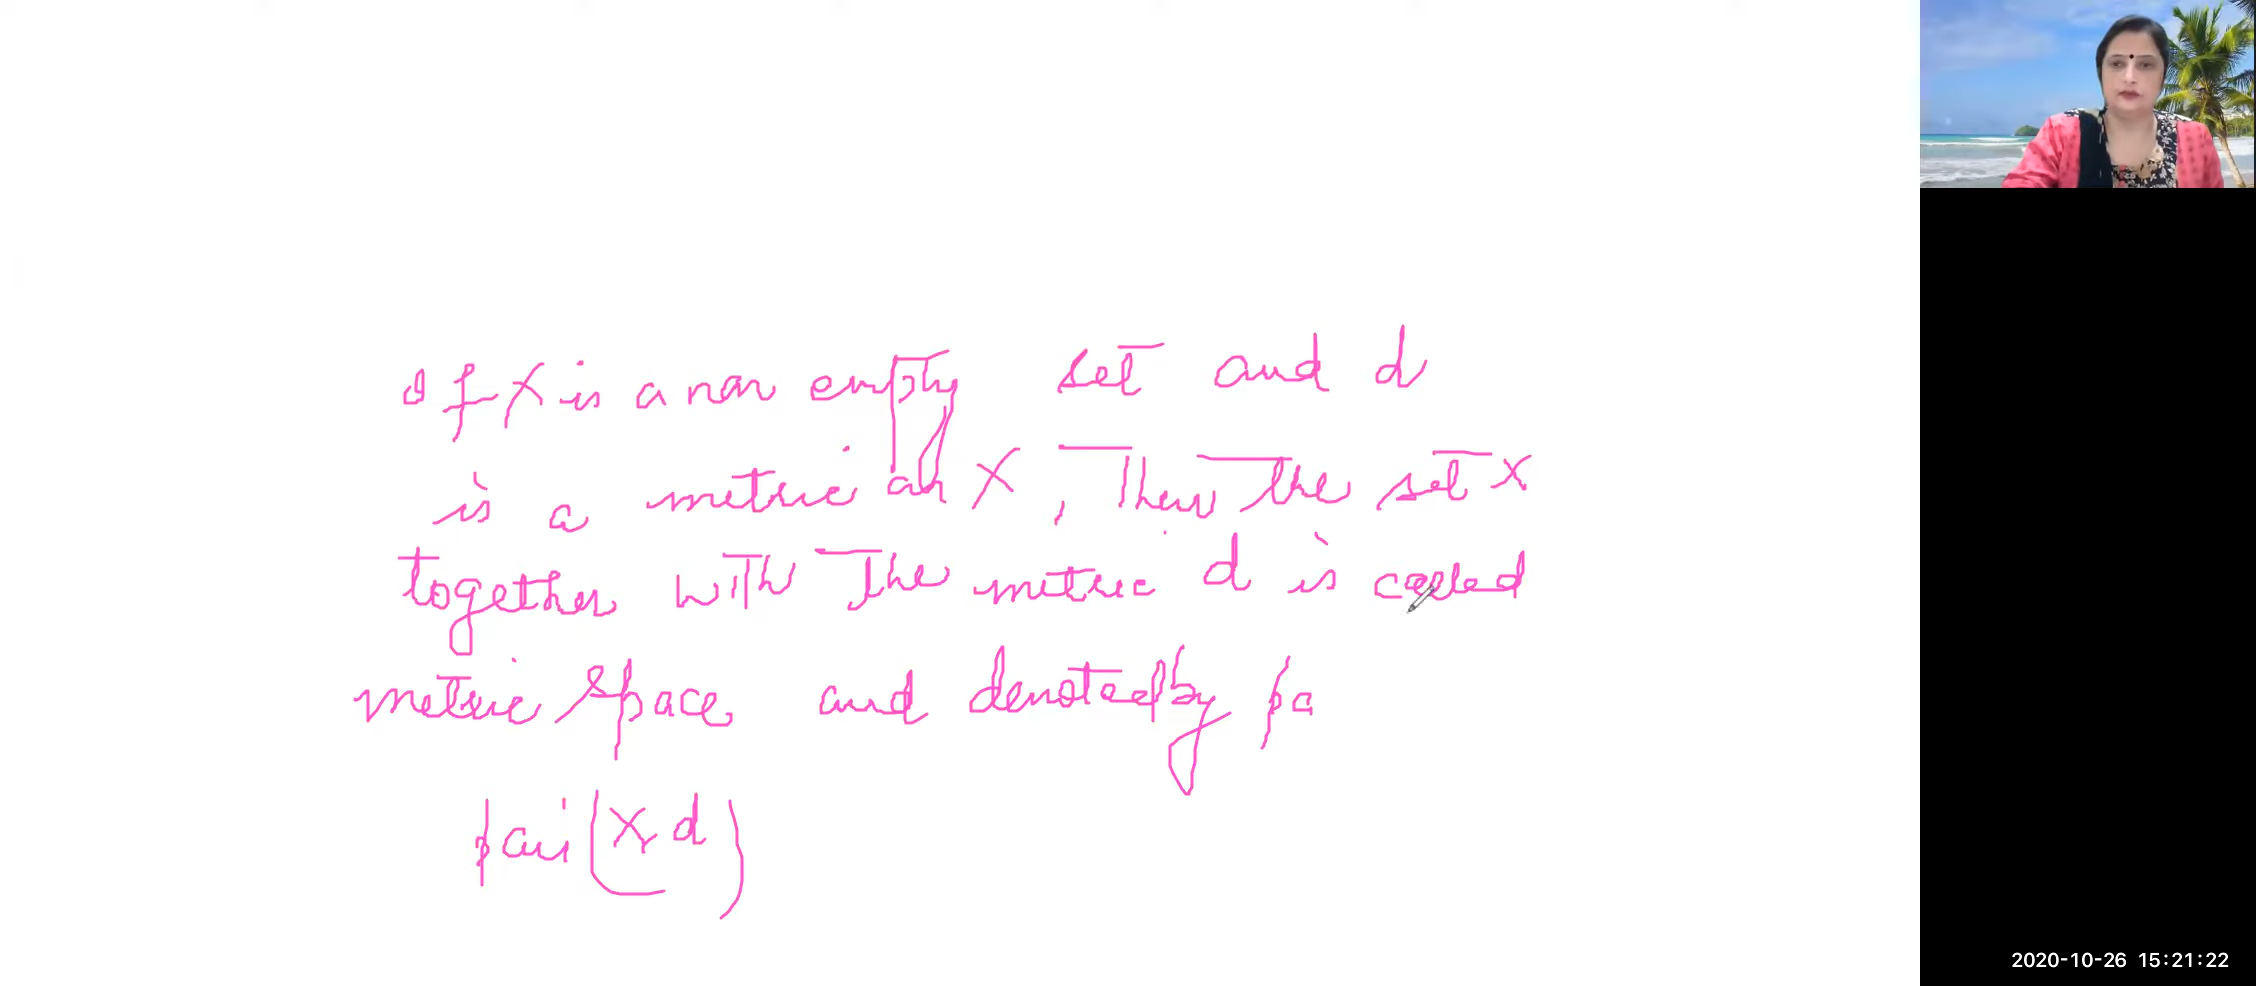 If X is a non empty set and d
is a metric on X, Then the set X
together with the metric d is called
metric space and denoted by pa
pair (X, d)
2020-10-26 15:21:22